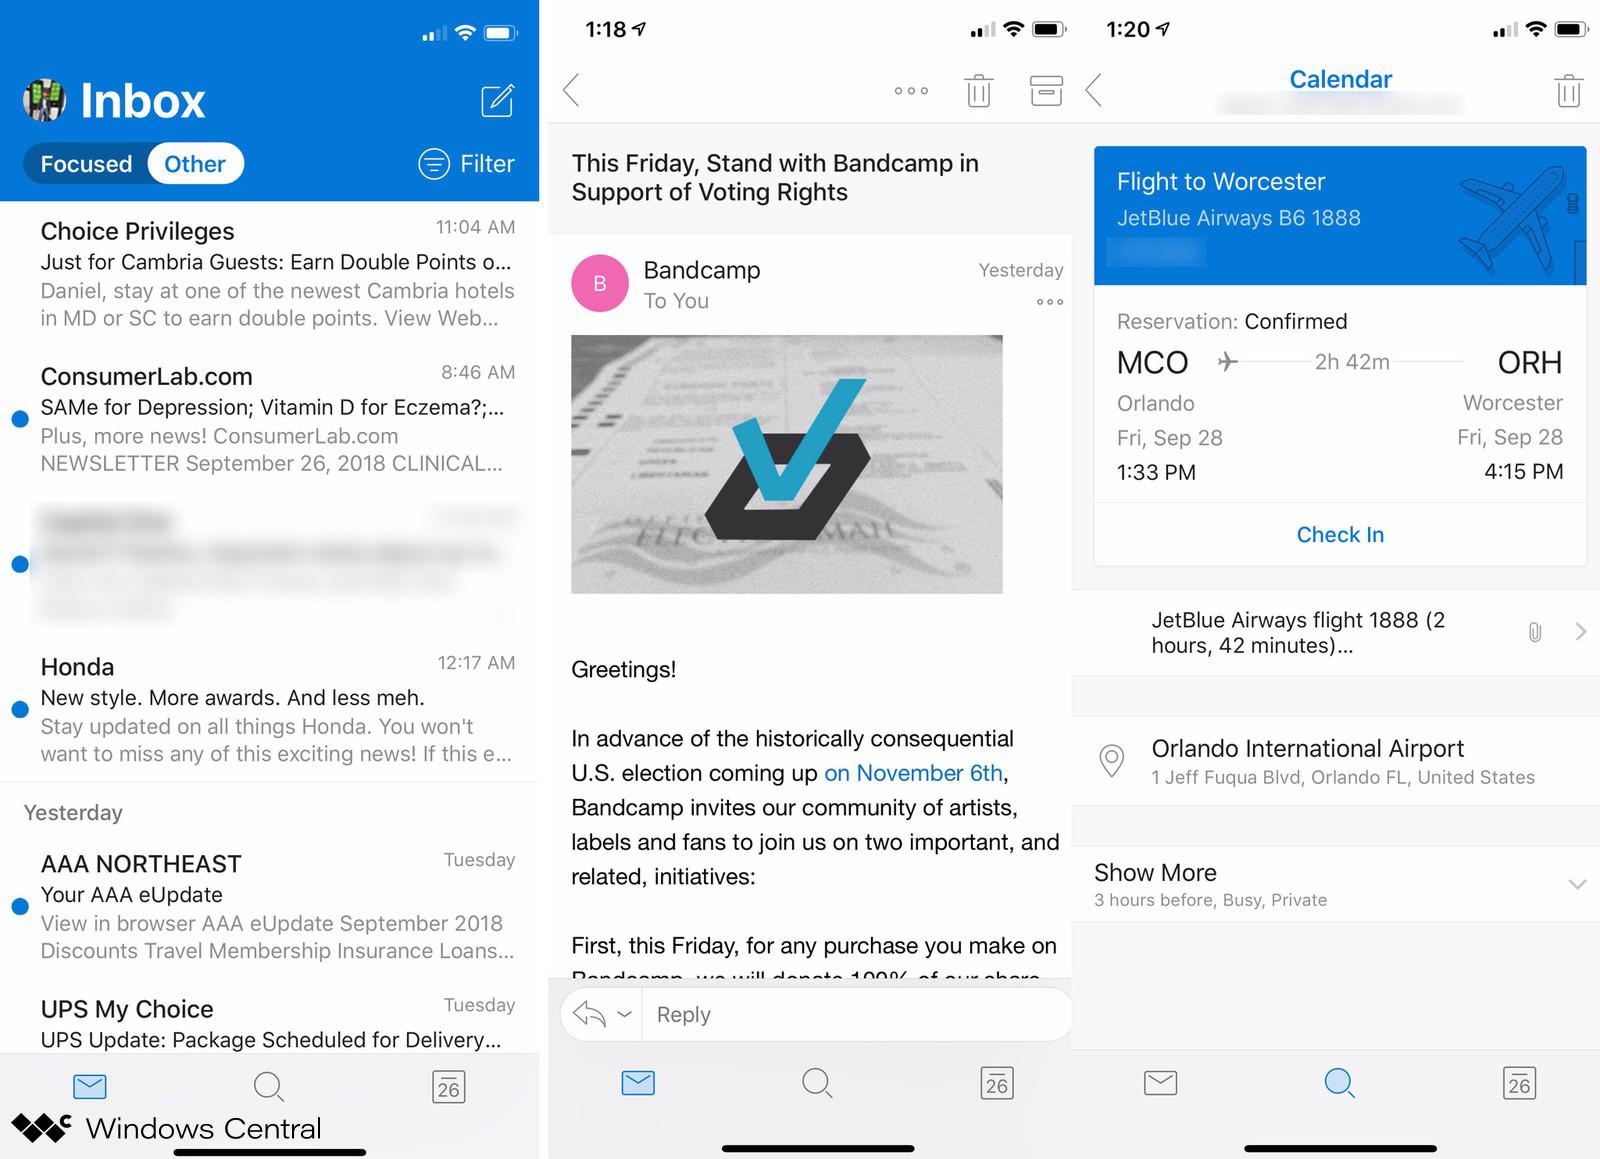 Inbox
Focused Other Filter
Choice Privileges 11:04 AM
Just for Cambria Guests: Earn Double Points o...
Daniel, stay at one of the newest Cambria hotels
in MD or SC to earn double points. View Web...
ConsumerLab.com 8:46 AM
SAMe for Depression; Vitamin D for Eczema?;...
Plus, more news! ConsumerLab.com
NEWSLETTER September 26, 2018 CLINICAL...
Honda 12:17 AM
New style. More awards. And less meh.
Stay updated on all things Honda. You won't
want to miss any of this exciting news! If this e...
Yesterday
AAA NORTHEAST Tuesday
Your AAA eUpdate
View in browser AAA eUpdate September 2018
Discounts Travel Membership Insurance Loans...
UPS My Choice Tuesday
UPS Update: Package Scheduled for Delivery...
26
Windows Central
1:18
This Friday, Stand with Bandcamp in
Support of Voting Rights
B
Bandcamp Yesterday
To You
Greetings!
In advance of the historically consequential
U.S. election coming up on November 6th,
Bandcamp invites our community of artists,
labels and fans to join us on two important, and
related, initiatives:
First, this Friday, for any purchase you make on
Bandcamp, we will donate 100% of our share
Reply
26
1:20
Calendar
Flight to Worcester
JetBlue Airways B6 1888
Reservation: Confirmed
MCO 2h 42m ORH
Orlando Worcester
Fri, Sep 28 Fri, Sep 28
1:33 PM 4:15 PM
Check In
JetBlue Airways flight 1888 (2
hours, 42 minutes)...
Orlando International Airport
1 Jeff Fuqua Blvd, Orlando FL, United States
Show More
3 hours before, Busy, Private
26